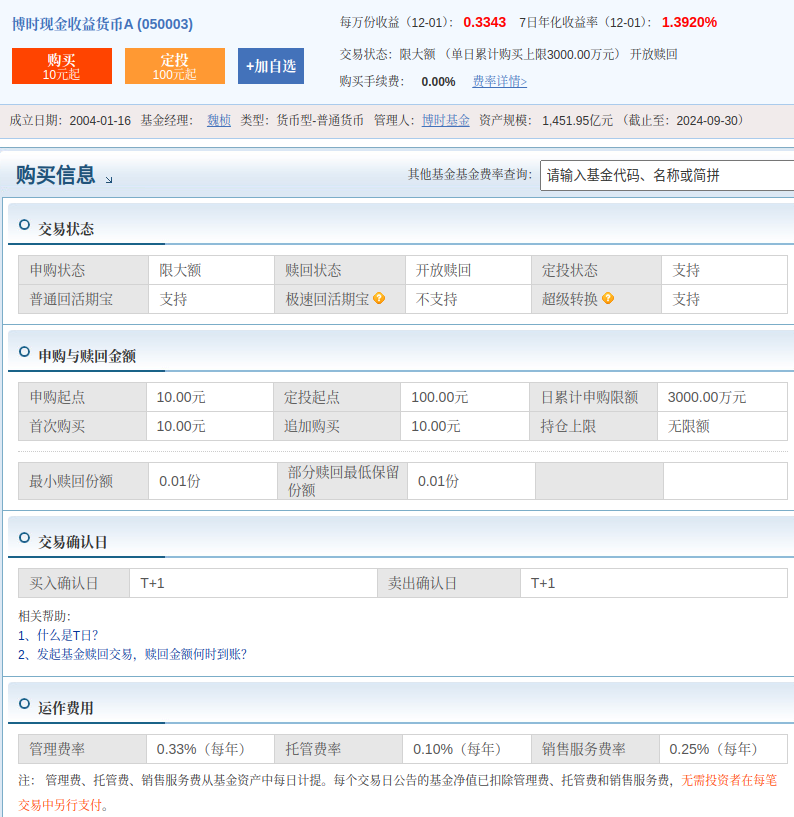 博时现金收益货币A (050003)
每万份收益（12-01）： 0.3343 7日年化收益率（12-01）： 1.3920%
购买
10元起
定投
100元起
+加自选
交易状态： 限大额 （单日累计购买上限3000.00万元） 开放赎回
购买手续费： 0.00% 费率详情>
成立日期：2004-01-16 基金经理： 魏桢 类型：货币型-普通货币 管理人：博时基金 资产规模： 1,451.95亿元 （截止至：2024-09-30）
购买信息
其他基金基金费率查询： 请输入基金代码、名称或简拼
交易状态
申购状态 限大额 赎回状态 开放赎回 定投状态 支持
普通回活期宝 支持 极速回活期宝 ? 不支持 超级转换 ? 支持
申购与赎回金额
申购起点 10.00元 定投起点 100.00元 日累计申购限额 3000.00万元
首次购买 10.00元 追加购买 10.00元 持仓上限 无限额
最小赎回份额 0.01份 部分赎回最低保留份额 0.01份
交易确认日
买入确认日 T+1 卖出确认日 T+1
相关帮助：
1、什么是T日？
2、发起基金赎回交易，赎回金额何时到账？
运作费用
管理费率 0.33%（每年） 托管费率 0.10%（每年） 销售服务费率 0.25%（每年）
注： 管理费、托管费、销售服务费从基金资产中每日计提。每个交易日公告的基金净值已扣除管理费、托管费和销售服务费，无需投资者在每笔
交易中另行支付。